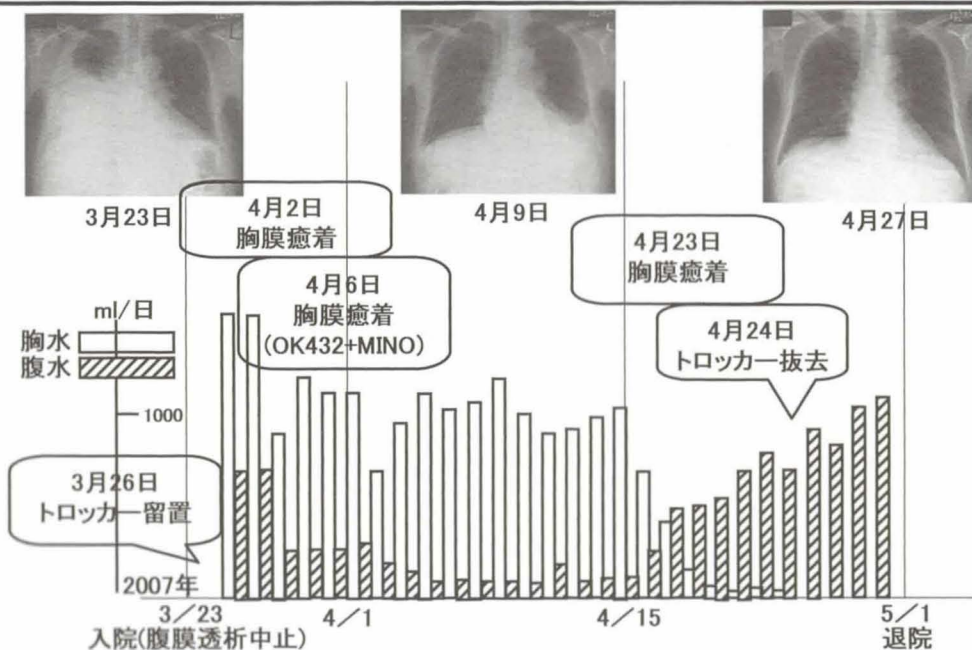 3月23日
4月9日
4月27日
4月2日
胸膜癒着
4月6日
胸膜癒着
(OK432+MINO)
4月23日
胸膜癒着
4月24日
トロッカー抜去
ml/日
胸水
腹水
1000
3月26日
トロッカー留置
2007年
3/23
4/1
4/15
5/1
入院(腹膜透析中止)
退院